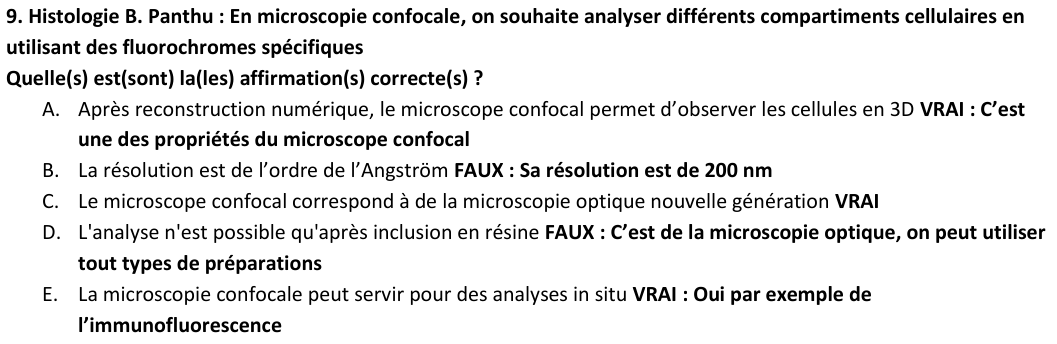 9. Histologie B. Panthu : En microscopie confocale, on souhaite analyser différents compartiments cellulaires en
utilisant des fluorochromes spécifiques
Quelle(s) est(sont) la(les) affirmation(s) correcte(s) ?
A. Après reconstruction numérique, le microscope confocal permet d’observer les cellules en 3D VRAI : C’est
une des propriétés du microscope confocal
B. La résolution est de l’ordre de l’Angström FAUX : Sa résolution est de 200 nm
C. Le microscope confocal correspond à de la microscopie optique nouvelle génération VRAI
D. L'analyse n'est possible qu'après inclusion en résine FAUX : C’est de la microscopie optique, on peut utiliser
tout types de préparations
E. La microscopie confocale peut servir pour des analyses in situ VRAI : Oui par exemple de
l’immunofluorescence